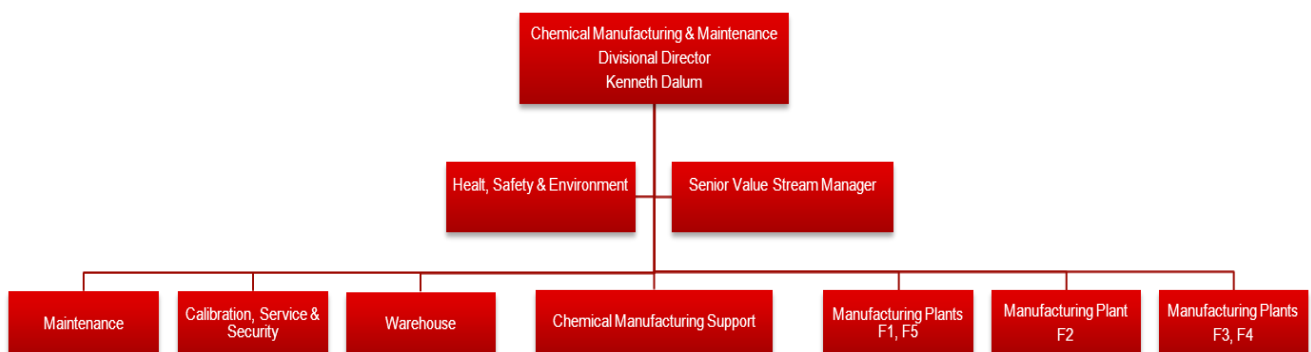 Chemical Manufacturing & Maintenance
Divisional Director
Kenneth Dalum
Healt, Safety & Environment
Senior Value Stream Manager
Maintenance
Calibration, Service &
Security
Warehouse
Chemical Manufacturing Support
Manufacturing Plants
F1, F5
Manufacturing Plant
F2
Manufacturing Plants
F3, F4